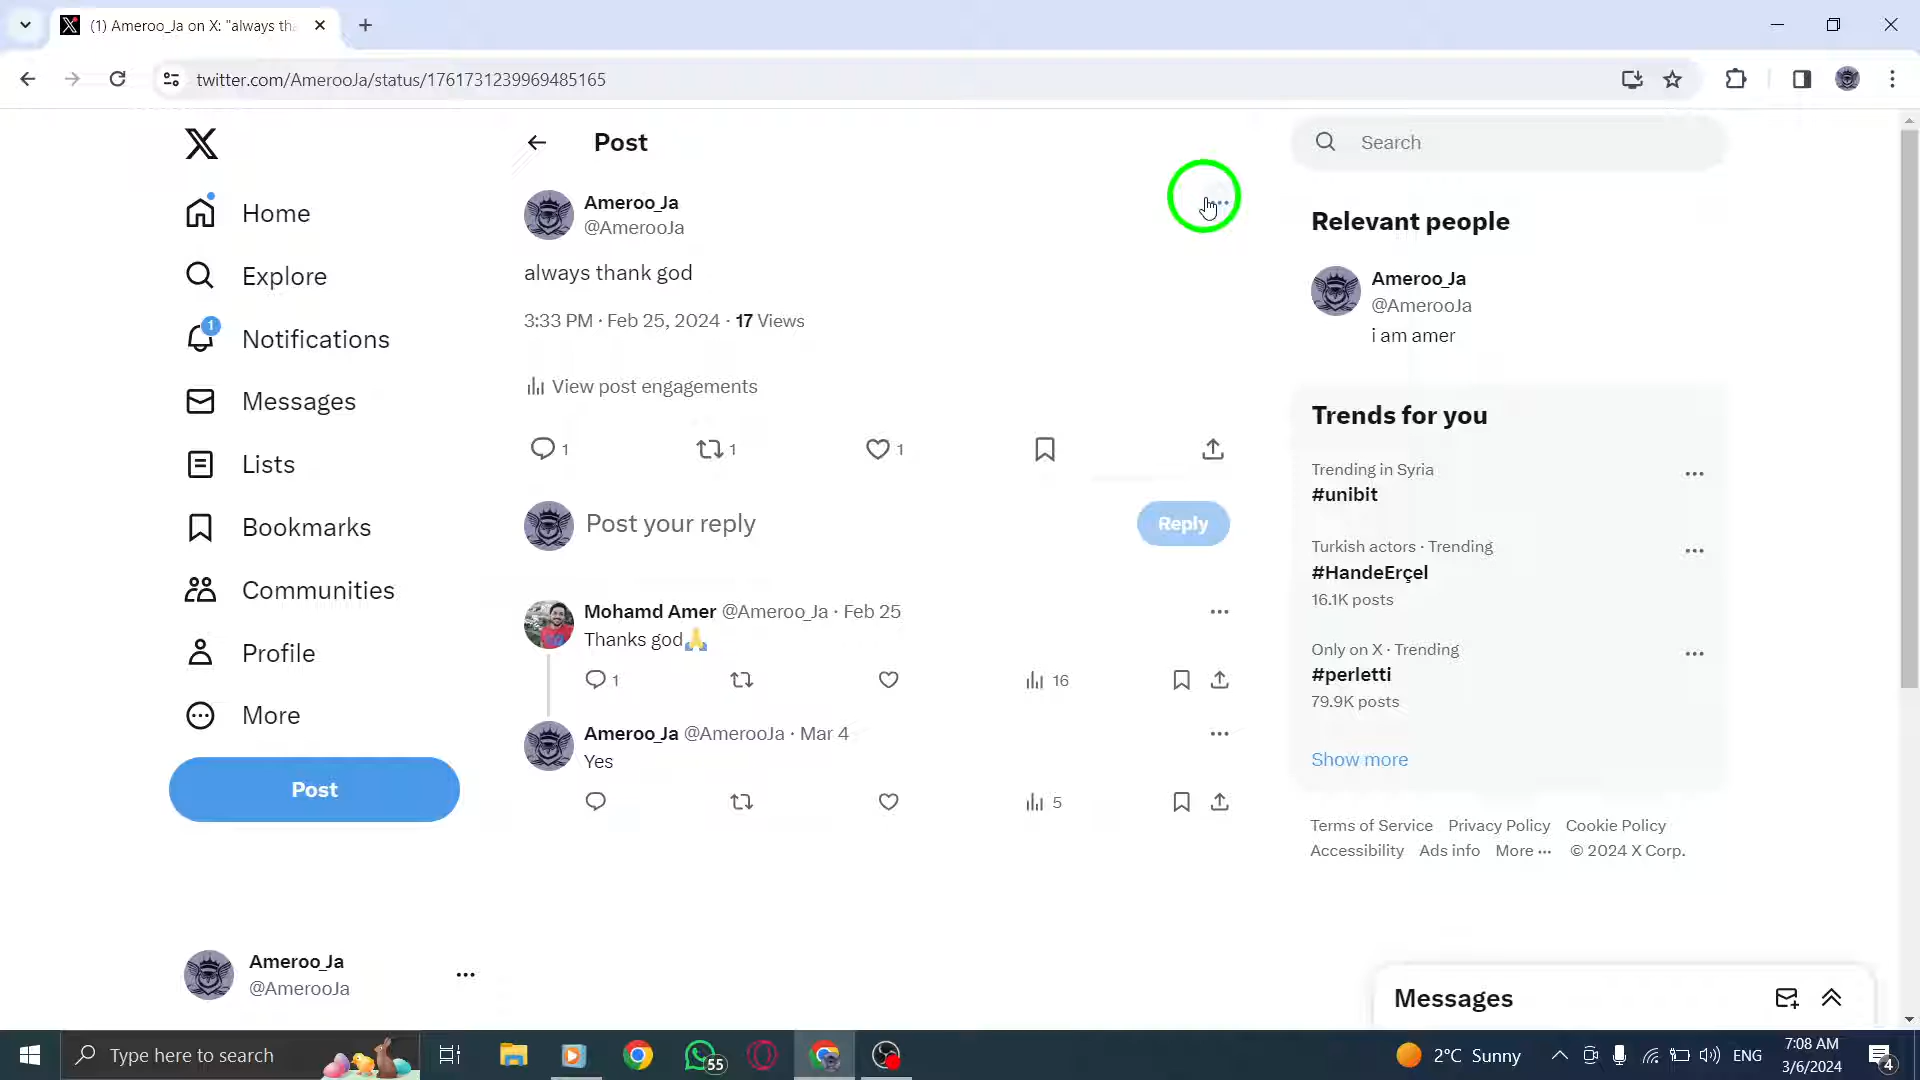 (1) Ameroo_Ja on X: "always tha
twitter.com/AmerooJa/status/1761731239969485165
Home
Explore
1
Notifications
Messages
Lists
Bookmarks
Communities
Profile
More
Post
Ameroo_Ja
@AmerooJa
Post
Ameroo_Ja
@AmerooJa
always thank god
3:33 PM · Feb 25, 2024 · 17 Views
View post engagements
1 1 1
Post your reply
Reply
Mohamd Amer @Ameroo_Ja · Feb 25
Thanks god🙏
1 16
Ameroo_Ja @AmerooJa · Mar 4
Yes
5
Search
Relevant people
Ameroo_Ja
@AmerooJa
i am amer
Trends for you
Trending in Syria
#unibit
Turkish actors · Trending
#HandeErçel
16.1K posts
Only on X · Trending
#perletti
79.9K posts
Show more
Terms of Service Privacy Policy Cookie Policy
Accessibility Ads info More ··· © 2024 X Corp.
Messages
Type here to search
55
2°C Sunny
ENG
7:08 AM
3/6/2024
4